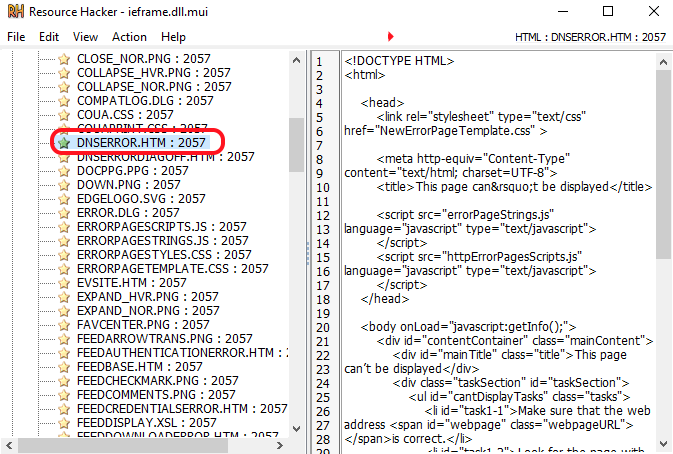 RH Resource Hacker - ieframe.dll.mui
File Edit View Action Help HTML : DNSERROR.HTM : 2057
CLOSE_NOR.PNG : 2057
COLLAPSE_HVR.PNG : 2057
COLLAPSE_NOR.PNG : 2057
COMPATLOG.DLG : 2057
COUA.CSS : 2057
COUAPRINT.CSS : 2057
DNSERROR.HTM : 2057
DNSERRORDIAGOFF.HTM : 2057
DOCPPG.PPG : 2057
DOWN.PNG : 2057
EDGELOGO.SVG : 2057
ERROR.DLG : 2057
ERRORPAGESCRIPTS.JS : 2057
ERRORPAGESTRINGS.JS : 2057
ERRORPAGESTYLES.CSS : 2057
ERRORPAGETEMPLATE.CSS : 2057
EVSITE.HTM : 2057
EXPAND_HVR.PNG : 2057
EXPAND_NOR.PNG : 2057
FAVCENTER.PNG : 2057
FEEDARROWTRANS.PNG : 2057
FEEDAUTHENTICATIONERROR.HTM : 2
FEEDBASE.HTM : 2057
FEEDCHECKMARK.PNG : 2057
FEEDCOMMENTS.PNG : 2057
FEEDCREDENTIALSERROR.HTM : 2057
FEEDDISPLAY.XSL : 2057
FEEDDOWNLOADERROR.HTM : 2057
1 <!DOCTYPE HTML>
2 <html>
3
4 <head>
5 <link rel="stylesheet" type="text/css"
6 href="NewErrorPageTemplate.css" >
7
8 <meta http-equiv="Content-Type"
9 content="text/html; charset=UTF-8">
10 <title>This page can&rsquo;t be displayed</title>
11
12 <script src="errorPageStrings.js"
13 language="javascript" type="text/javascript">
14 </script>
15 <script src="httpErrorPagesScripts.js"
16 language="javascript" type="text/javascript">
17 </script>
18 </head>
19
20 <body onLoad="javascript:getInfo();">
21 <div id="contentContainer" class="mainContent">
22 <div id="mainTitle" class="title">This page
23 can’t be displayed</div>
24 <div class="taskSection" id="taskSection">
25 <ul id="cantDisplayTasks" class="tasks">
26 <li id="task1-1">Make sure that the web
27 address <span id="webpage" class="webpageURL">
28 </span>is correct.</li>
29 <li id="task1-2">Look for the page with